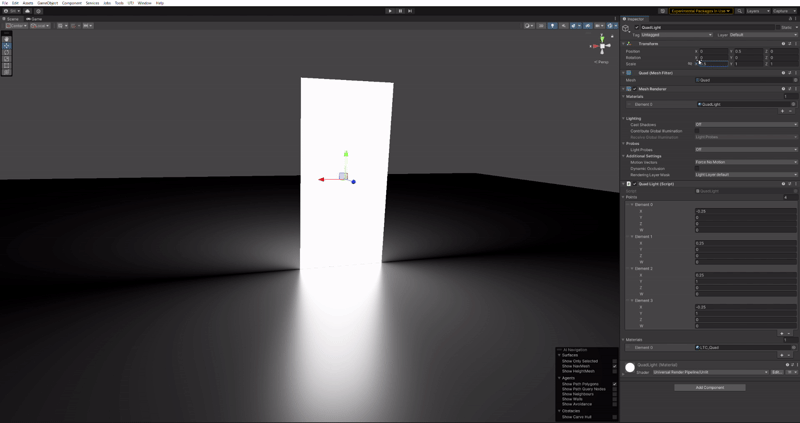 File Edit Assets GameObject Component Services Jobs Tools UTI Window Help
Experimental Packages In Use
Layers
Scene Game
Persp
Inspector
QuadLight
Static
Tag Untagged Layer Default
Transform
Position X 0 Y 0.5 Z 0
Rotation X Y 0 Z 0
Scale X Y 1 Z 1
Quad (Mesh Filter)
Mesh Quad
Mesh Renderer
Materials 1
Element 0 QuadLight
Lighting
Cast Shadows Off
Contribute Global Illumination
Receive Global Illumination Light Probes
Probes
Light Probes Off
Additional Settings
Motion Vectors Force No Motion
Dynamic Occlusion
Rendering Layer Mask Light Layer default
Quad Light (Script)
Script QuadLight
Points 4
Element 0
X -0.25
Y 0
Z 0
W 0
Element 1
X 0.25
Y 0
Z 0
W 0
Element 2
X 0.25
Y 1
Z 0
W 0
Element 3
X -0.25
Y 1
Z 0
W 0
Materials 1
Element 0 LTC_Quad
QuadLight (Material)
Shader Universal Render Pipeline/Unlit Edit...
Add Component
AI Navigation
Surfaces
Show Only Selected
Show NavMesh
Show HeightMesh
Agents
Show Path Polygons
Show Path Query Nodes
Show Neighbours
Show Walls
Show Avoidance
Obstacles
Show Carve Hull